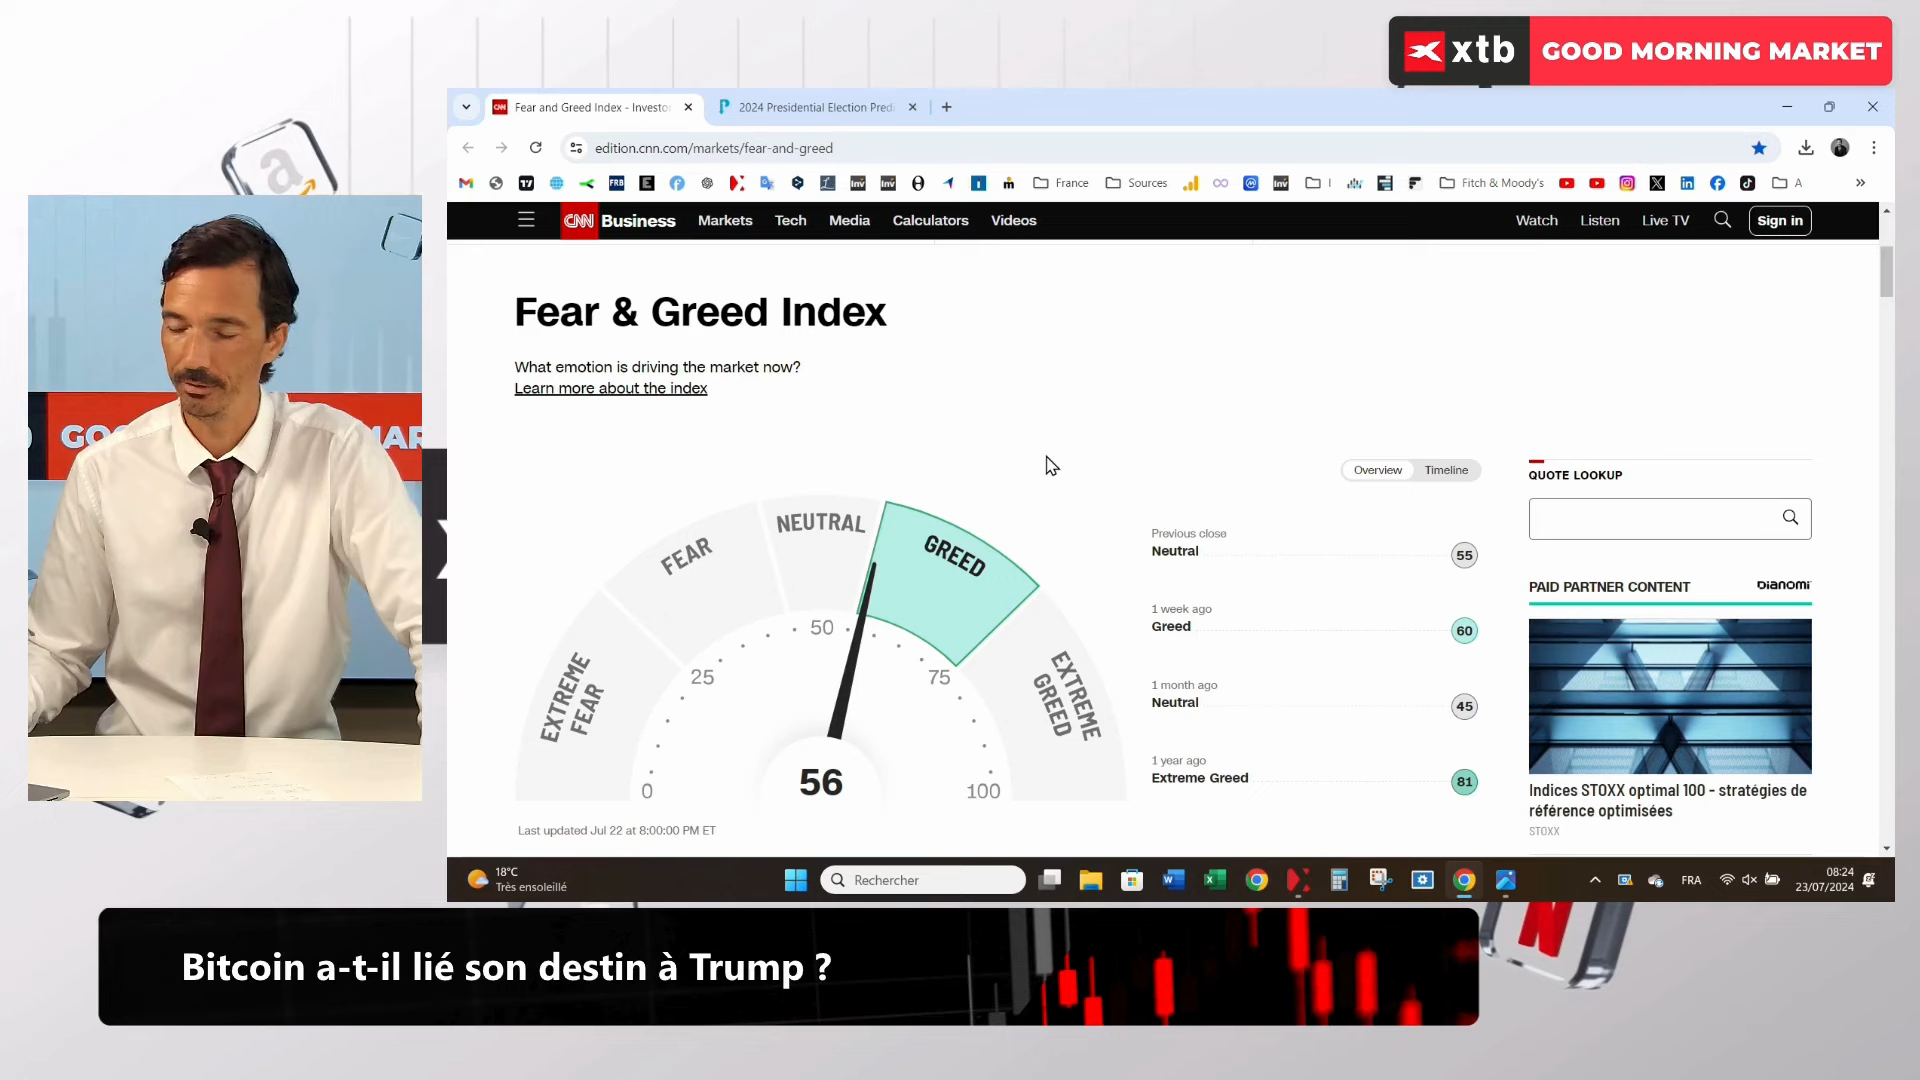 xtb GOOD MORNING MARKET
Fear and Greed Index - Investo
2024 Presidential Election Pred
edition.cnn.com/markets/fear-and-greed
France
Sources
I
Fitch & Moody's
A
CNN Business
Markets
Tech
Media
Calculators
Videos
Watch
Listen
Live TV
Sign in
Fear & Greed Index
What emotion is driving the market now?
Learn more about the index
Overview
Timeline
EXTREME FEAR
FEAR
NEUTRAL
GREED
EXTREME GREED
0
25
50
75
100
56
Last updated Jul 22 at 8:00:00 PM ET
Previous close
Neutral
55
1 week ago
Greed
60
1 month ago
Neutral
45
1 year ago
Extreme Greed
81
QUOTE LOOKUP
PAID PARTNER CONTENT
DIANOMI
Indices STOXX optimal 100 - stratégies de
référence optimisées
STOXX
18°C
Très ensoleillé
Rechercher
FRA
08:24
23/07/2024
Bitcoin a-t-il lié son destin à Trump ?